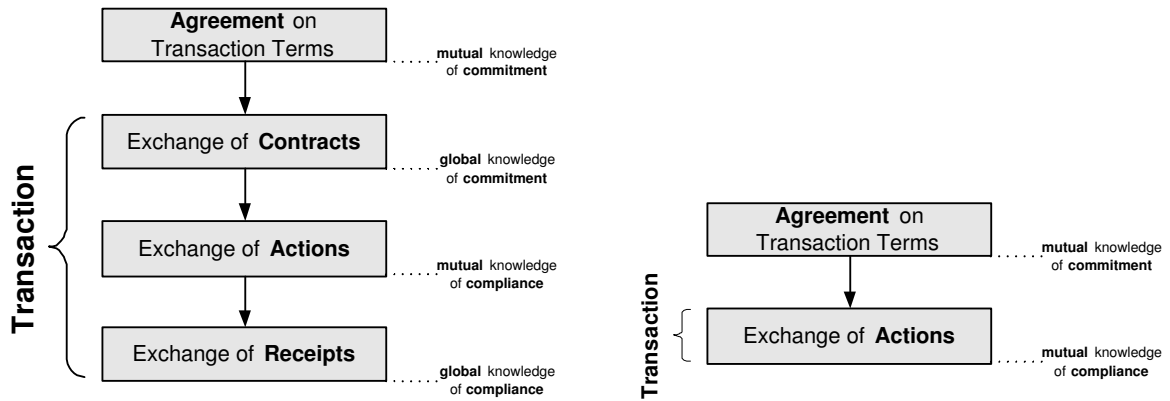 Agreement on
Transaction Terms
mutual knowledge
of commitment
Transaction
Exchange of Contracts
global knowledge
of commitment
Exchange of Actions
mutual knowledge
of compliance
Exchange of Receipts
global knowledge
of compliance
Agreement on
Transaction Terms
mutual knowledge
of commitment
Transaction
Exchange of Actions
mutual knowledge
of compliance